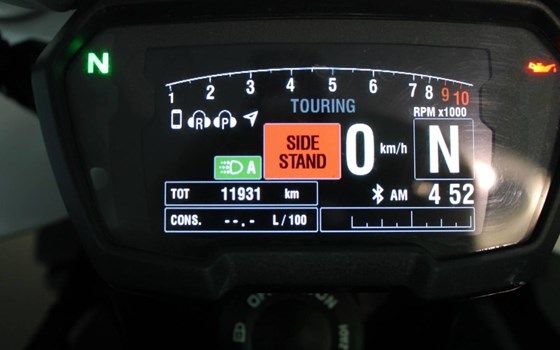 N
1 2 3 4 5 6 7 8 9 10
TOURING
RPM x1000
R P
SIDE
STAND
0 km/h
N
A
TOT 11931 km
AM 4 52
CONS. --.- L / 100